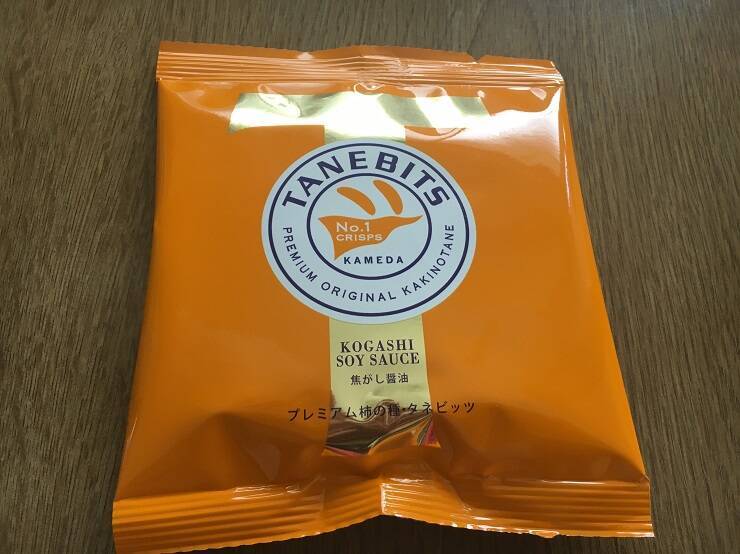 TANEBITS
No.1
CRISPS
KAMEDA
PREMIUM ORIGINAL KAKINOTANE
KOGASHI
SOY SAUCE
焦がし醤油
プレミアム柿の種・タネビッツ